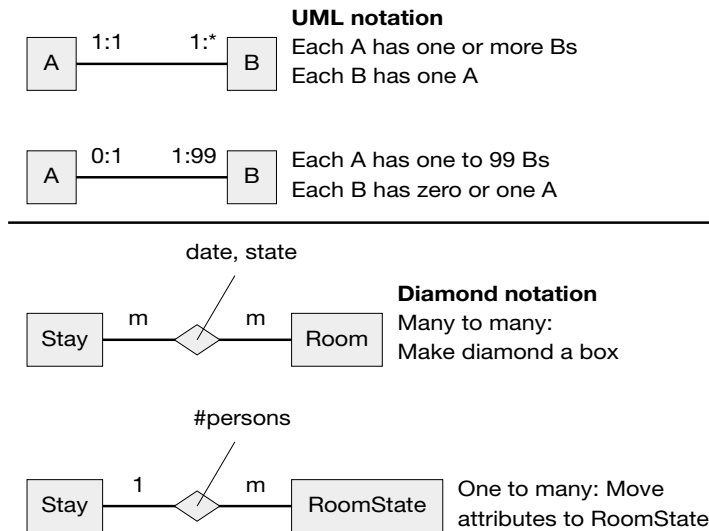 UML notation
1:1 1:*
A B Each A has one or more Bs
Each B has one A
0:1 1:99
A B Each A has one to 99 Bs
Each B has zero or one A
date, state
Diamond notation
m m
Stay Room Many to many:
Make diamond a box
#persons
1 m
Stay RoomState One to many: Move
attributes to RoomState